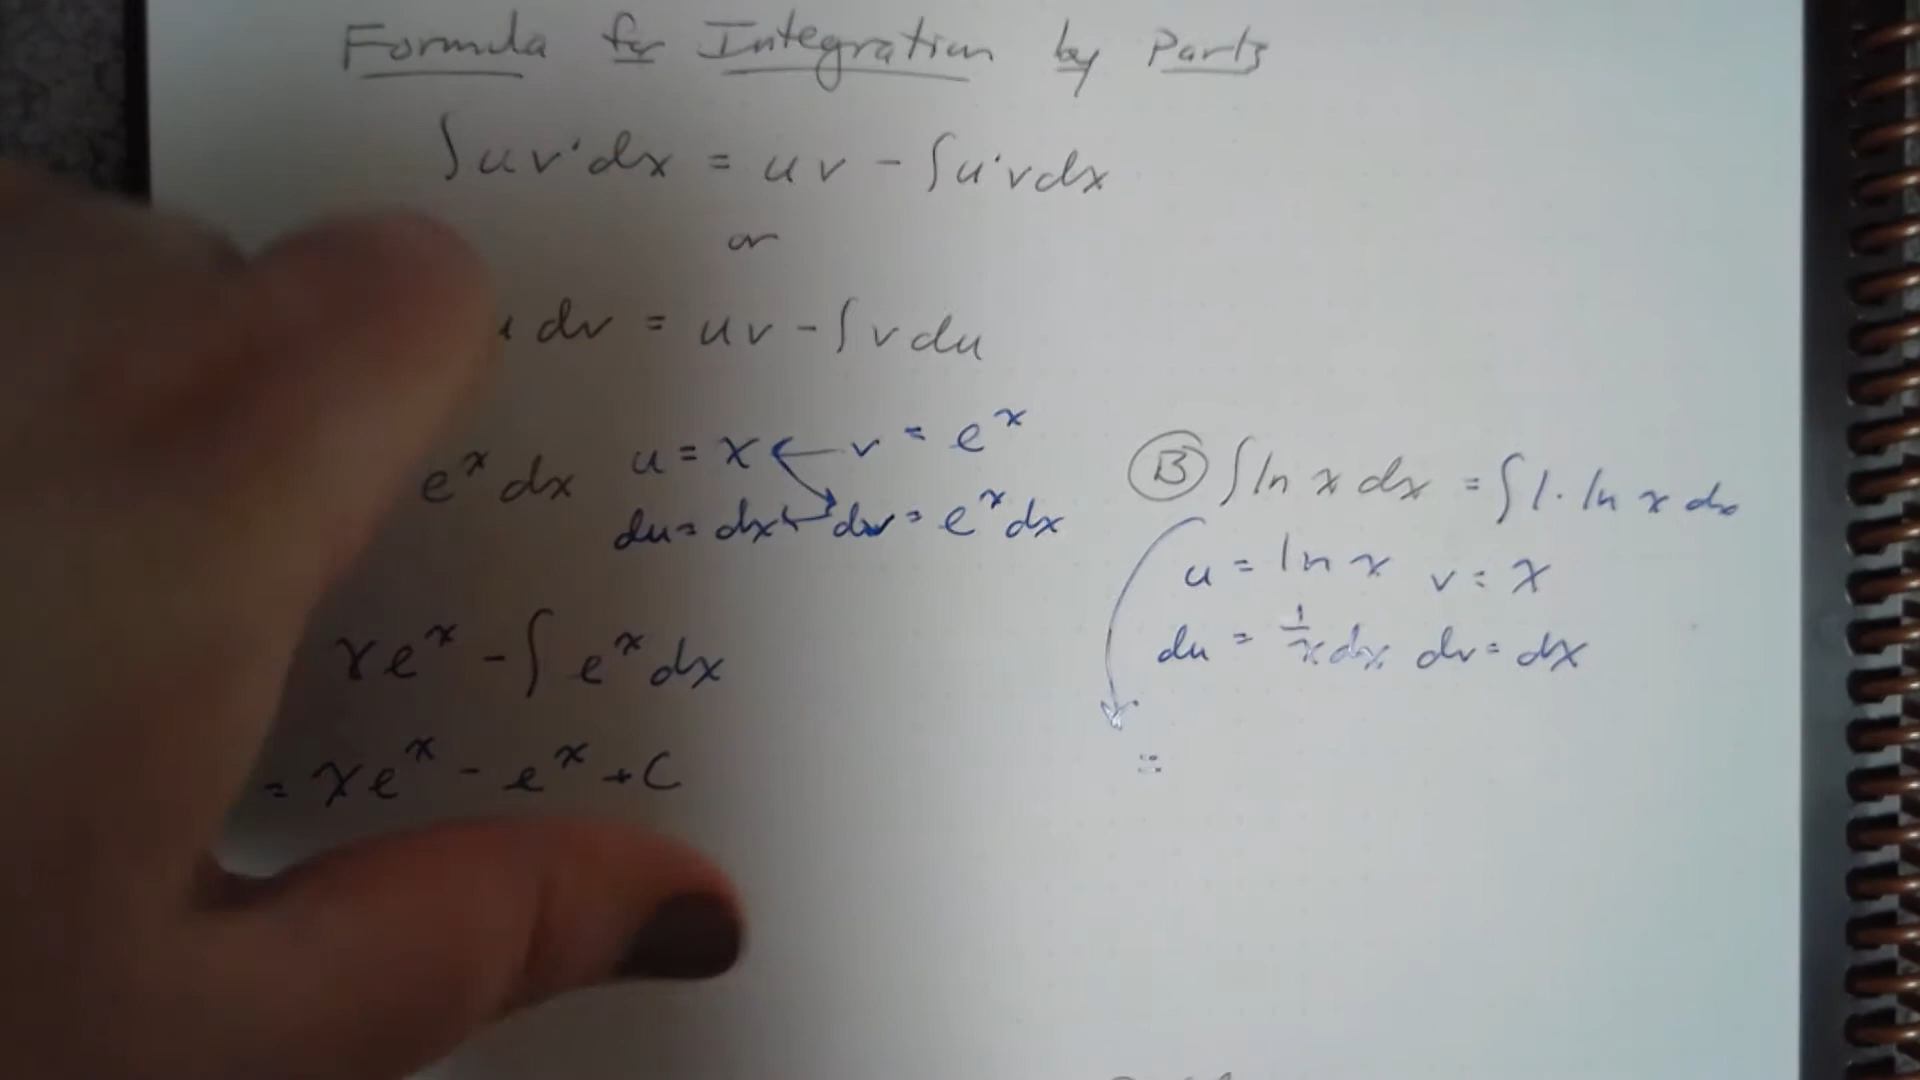 Formula for Integration by Parts
∫uv'dx = uv - ∫u'vdx
or
dv = uv - ∫vdu
e^x dx u = x v = e^x
du = dx dv = e^x dx
xe^x - ∫e^x dx
= xe^x - e^x + C
Ⓑ ∫ln x dx = ∫1·ln x dx
u = ln x v = x
du = 1/x dx dv = dx
=